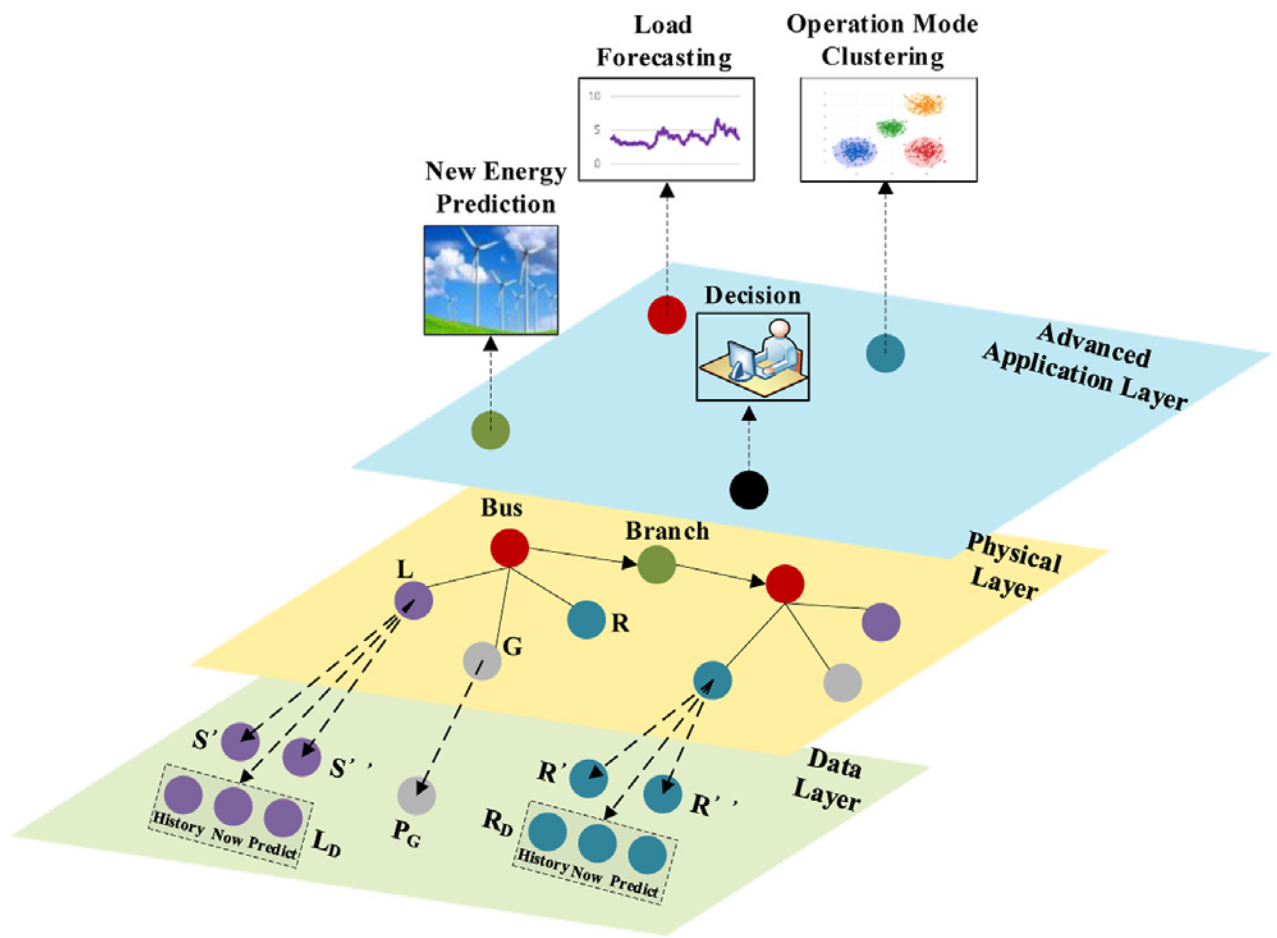 Load
Forecasting
10
5
0
Operation Mode
Clustering
New Energy
Prediction
Decision
Advanced
Application Layer
Bus
Branch
L
G
R
Physical
Layer
S’
S’’
History Now Predict
L_D
P_G
R’
R’’
R_D
History Now Predict
Data
Layer